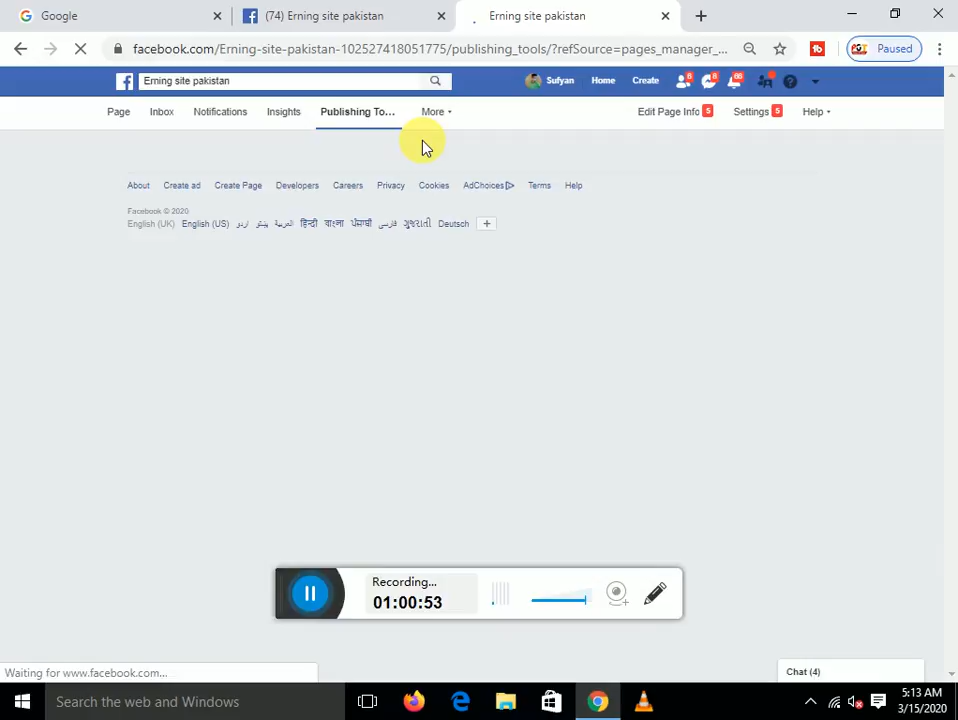 Google
(74) Erning site pakistan
Erning site pakistan
facebook.com/Erning-site-pakistan-102527418051775/publishing_tools/?refSource=pages_manager_...
Paused
Erning site pakistan
Sufyan
Home
Create
6
8
66
Page
Inbox
Notifications
Insights
Publishing To...
More
Edit Page Info
5
Settings
5
Help
About
Create ad
Create Page
Developers
Careers
Privacy
Cookies
AdChoices
Terms
Help
Facebook © 2020
English (UK)
English (US)
اردو
پښتو
العربية
हिन्दी
বাংলা
ਪੰਜਾਬੀ
فارسی
ગુજરાતી
Deutsch
Recording...
01:00:53
Waiting for www.facebook.com...
Chat (4)
Search the web and Windows
5:13 AM
3/15/2020